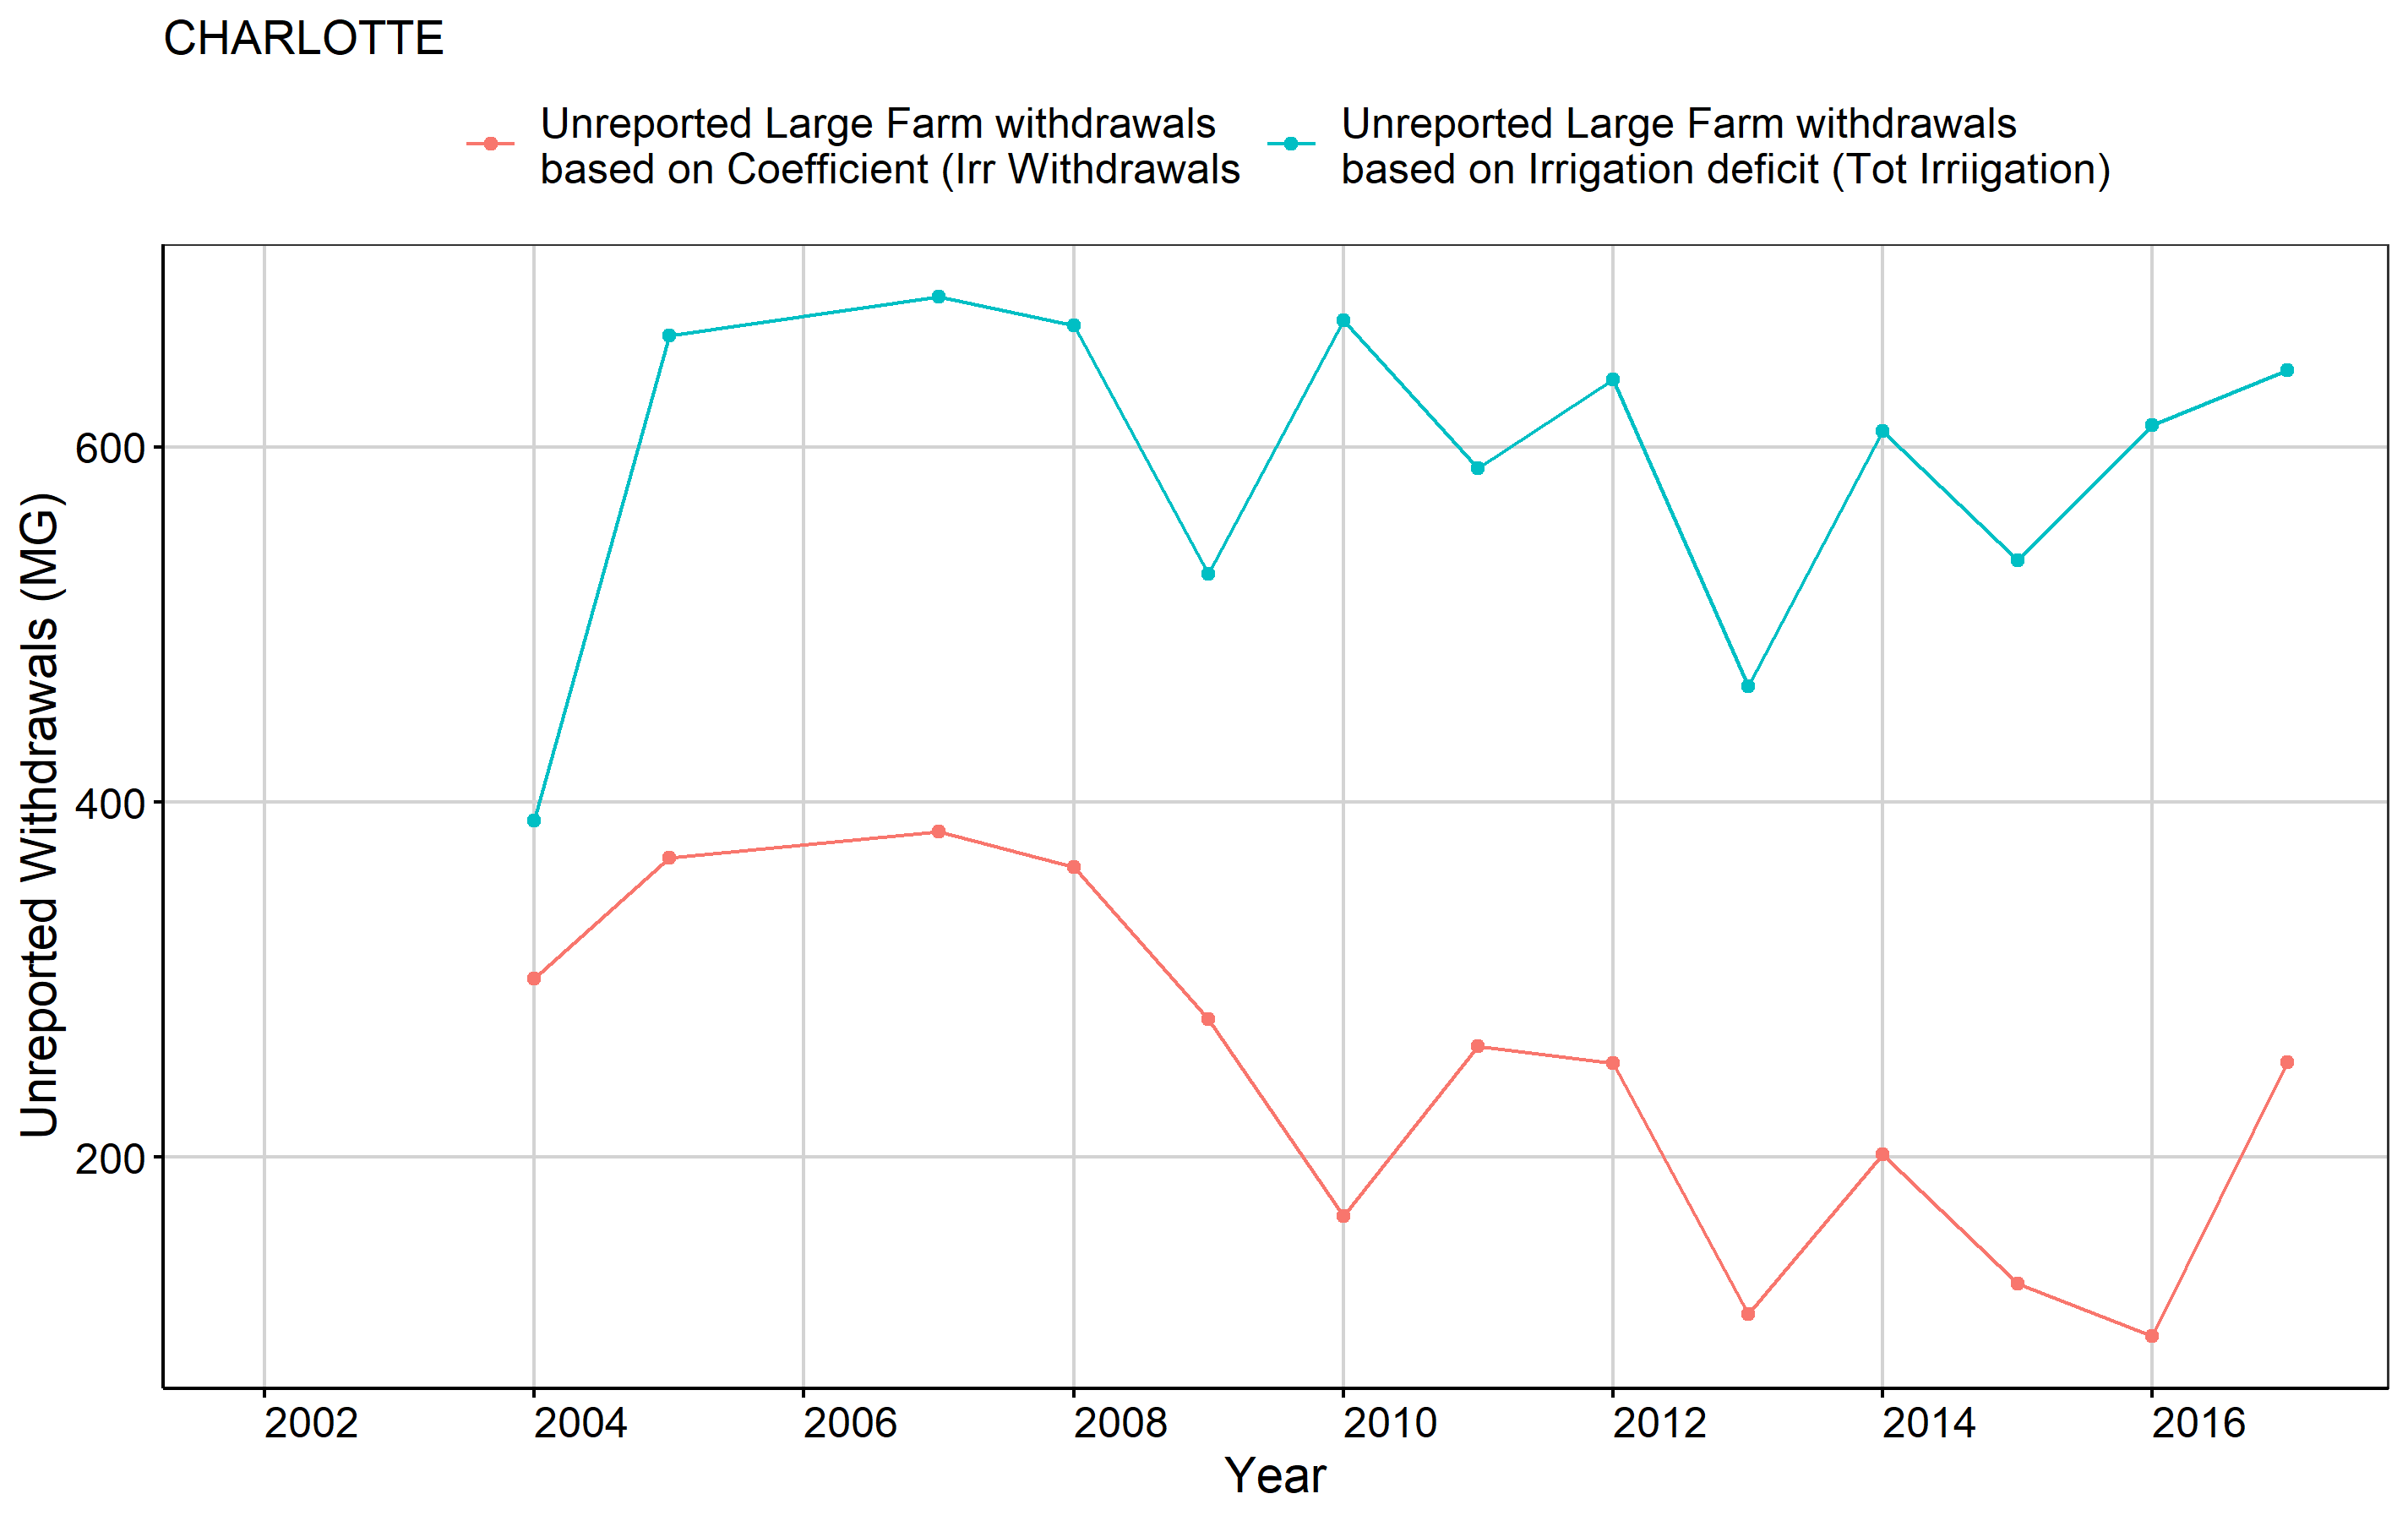 CHARLOTTE
Unreported Large Farm withdrawals
based on Coefficient (Irr Withdrawals
Unreported Large Farm withdrawals
based on Irrigation deficit (Tot Irriigation)
Unreported Withdrawals (MG)
600
400
200
2002 2004 2006 2008 2010 2012 2014 2016
Year